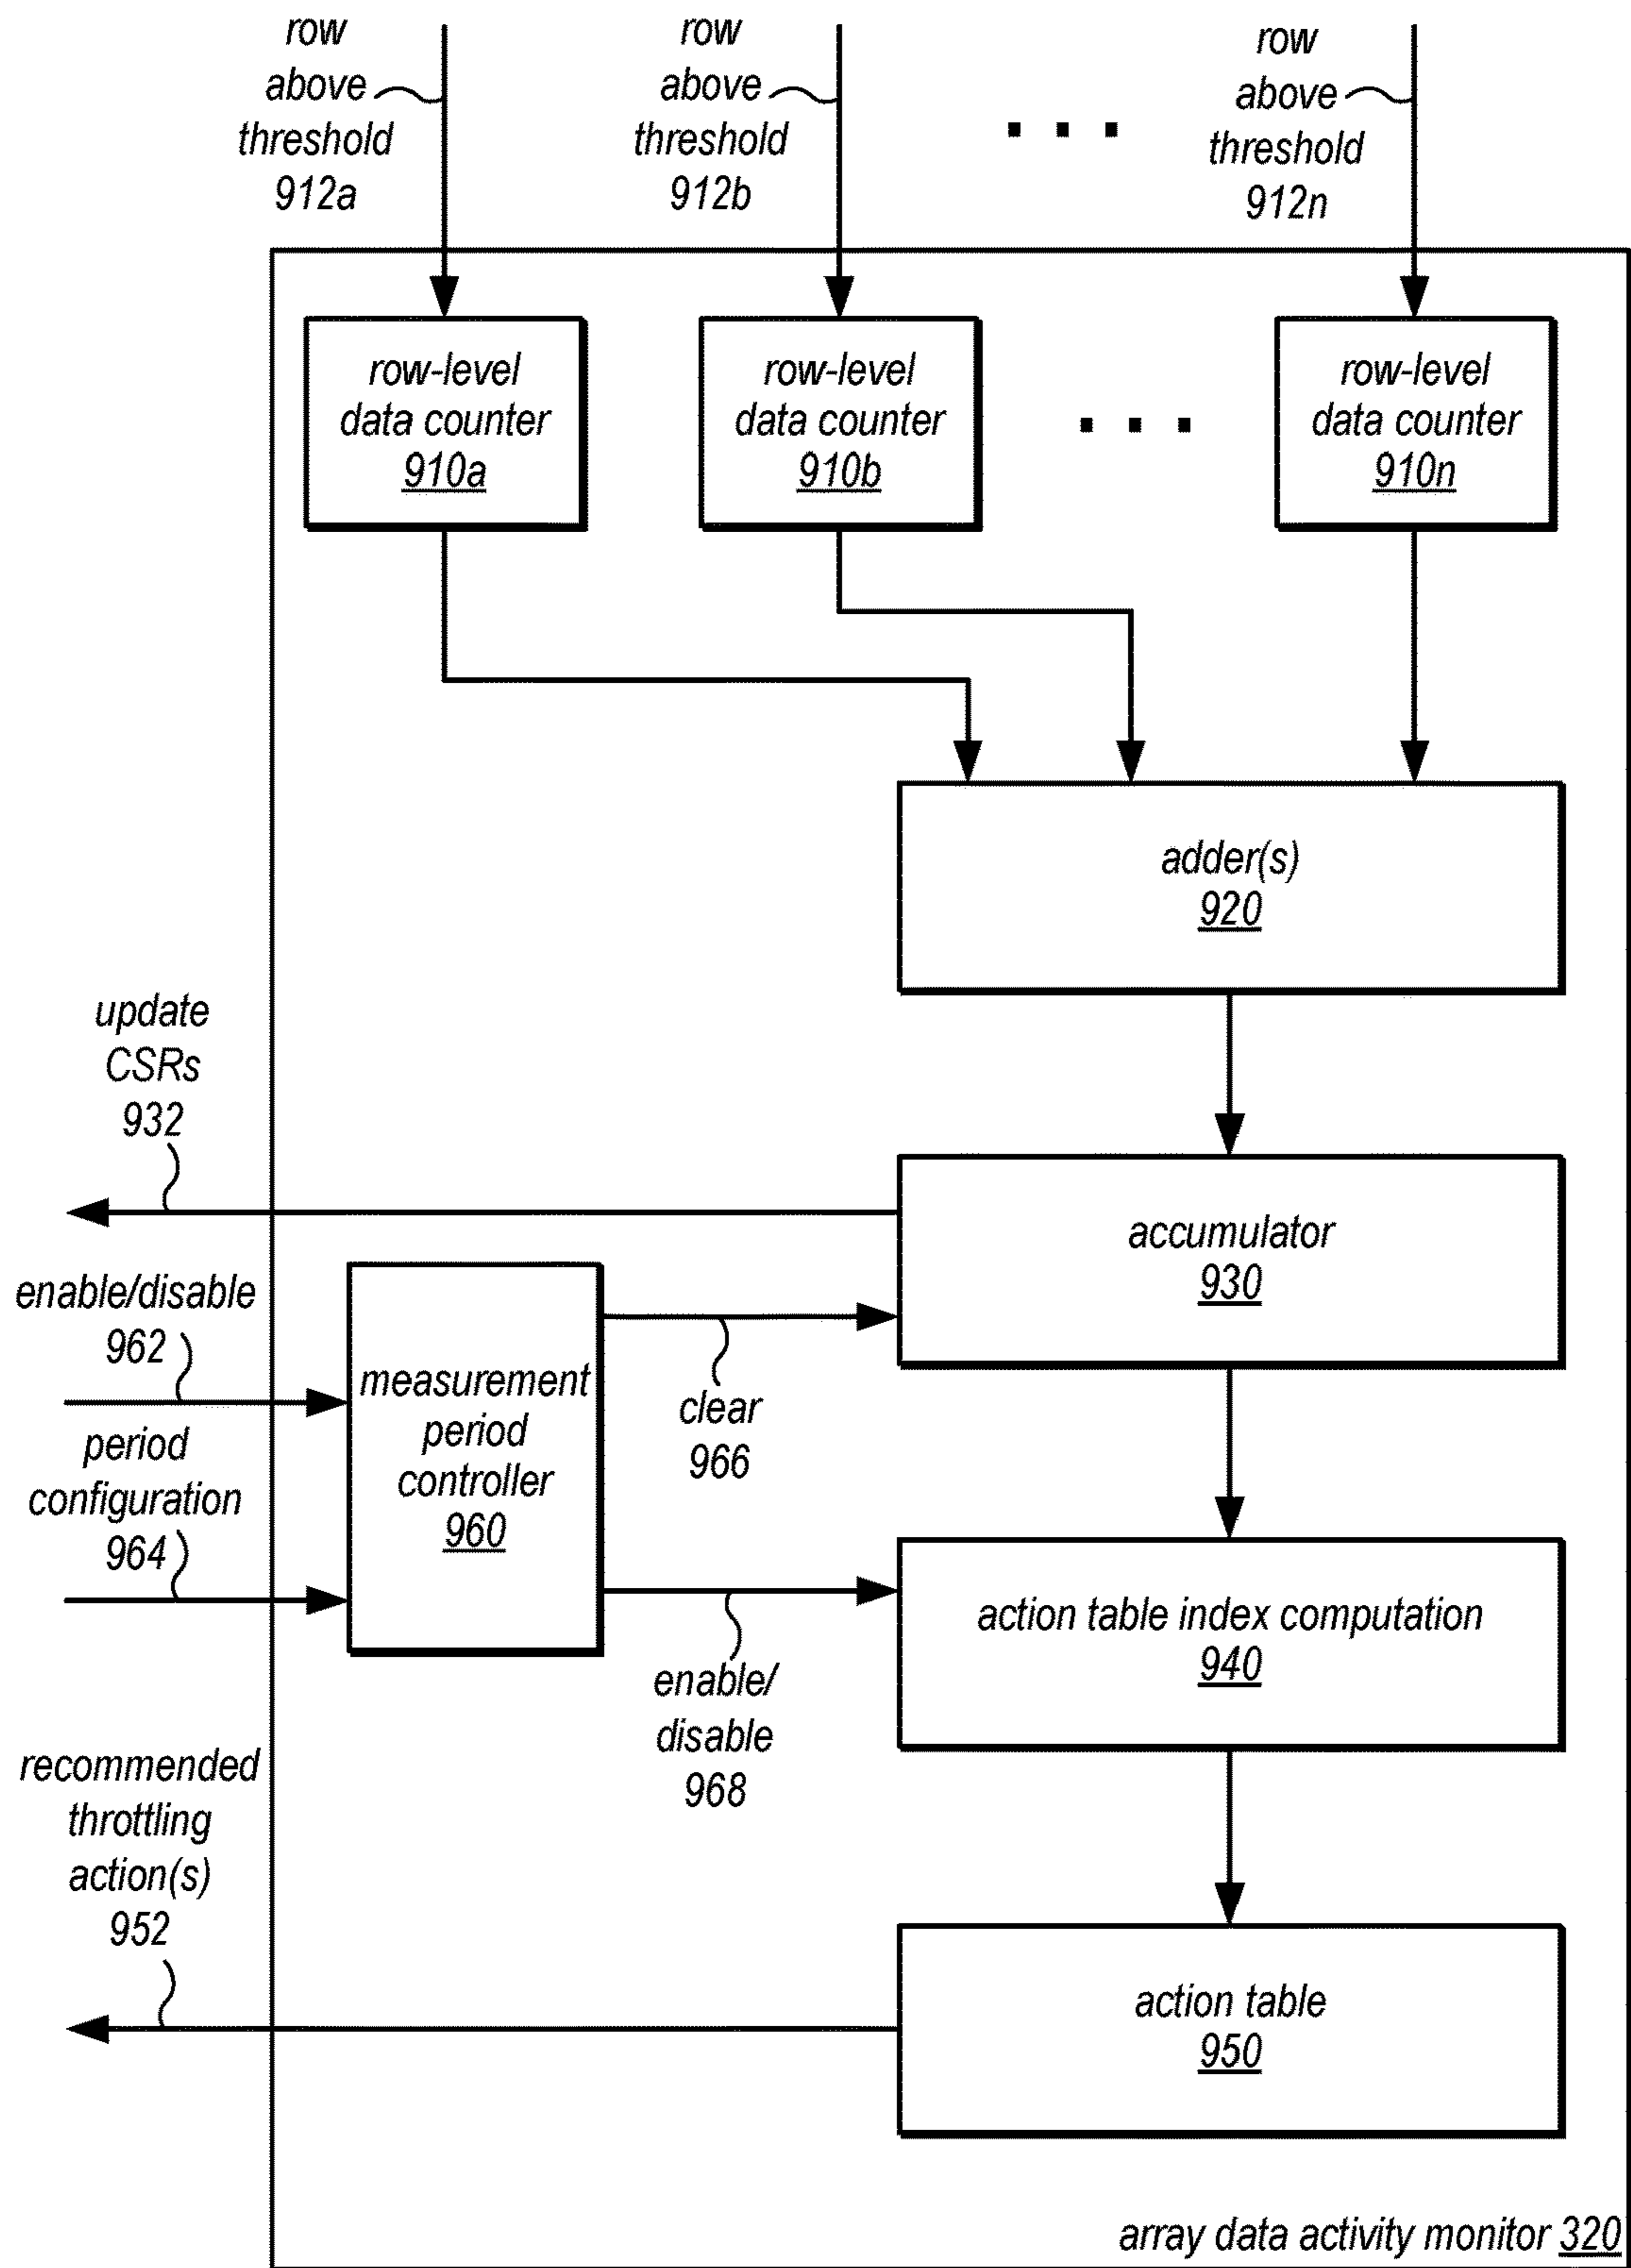 row
above
threshold
912a
row
above
threshold
912b
row
above
threshold
912n
row-level
data counter
910a
row-level
data counter
910b
row-level
data counter
910n
adder(s)
920
update
CSRs
932
accumulator
930
enable/disable
962
measurement
period
controller
960
clear
966
period
configuration
964
action table index computation
940
enable/
disable
968
recommended
throttling
action(s)
952
action table
950
array data activity monitor 320